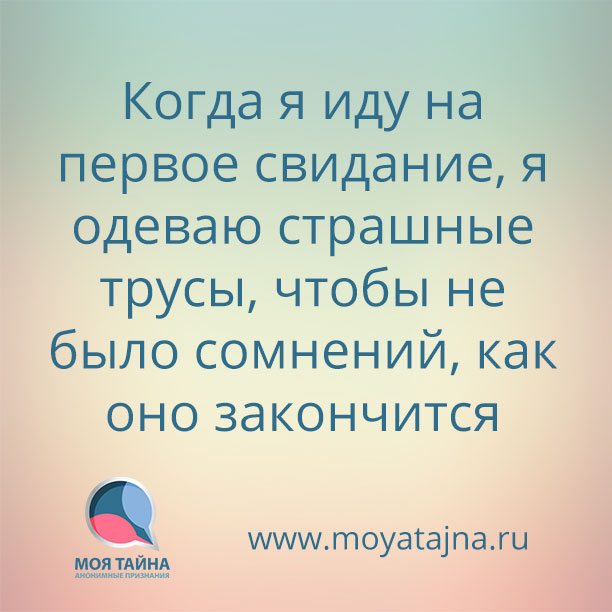 Когда я иду на
первое свидание, я
одеваю страшные
трусы, чтобы не
было сомнений, как
оно закончится
МОЯ ТАЙНА
АНОНИМНЫЕ ПРИЗНАНИЯ
www.moyatajna.ru